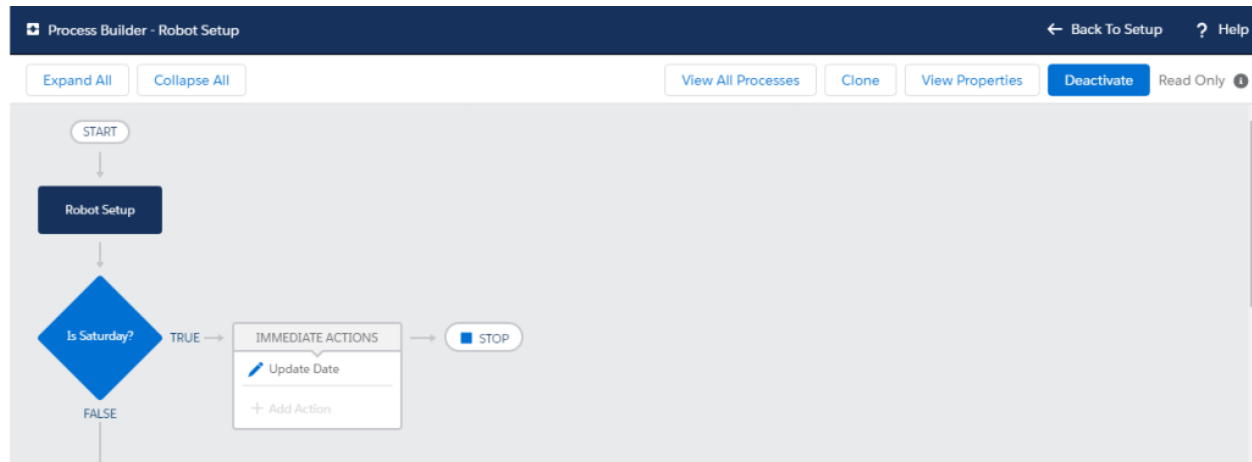 Process Builder - Robot Setup
Back To Setup
? Help
Expand All
Collapse All
View All Processes
Clone
View Properties
Deactivate
Read Only
START
Robot Setup
Is Saturday?
TRUE
IMMEDIATE ACTIONS
STOP
Update Date
+ Add Action
FALSE